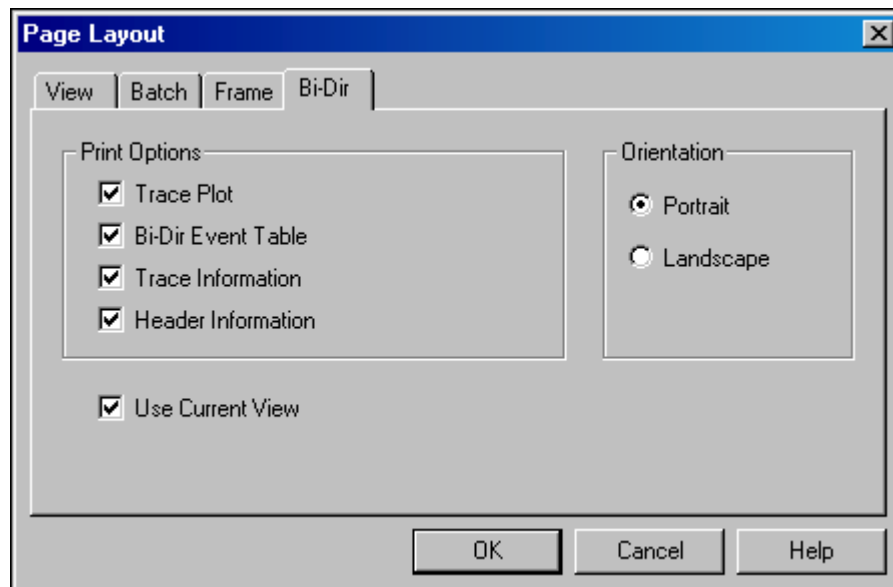 Page Layout
View
Batch
Frame
Bi-Dir
Print Options
Trace Plot
Bi-Dir Event Table
Trace Information
Header Information
Use Current View
Orientation
Portrait
Landscape
OK
Cancel
Help